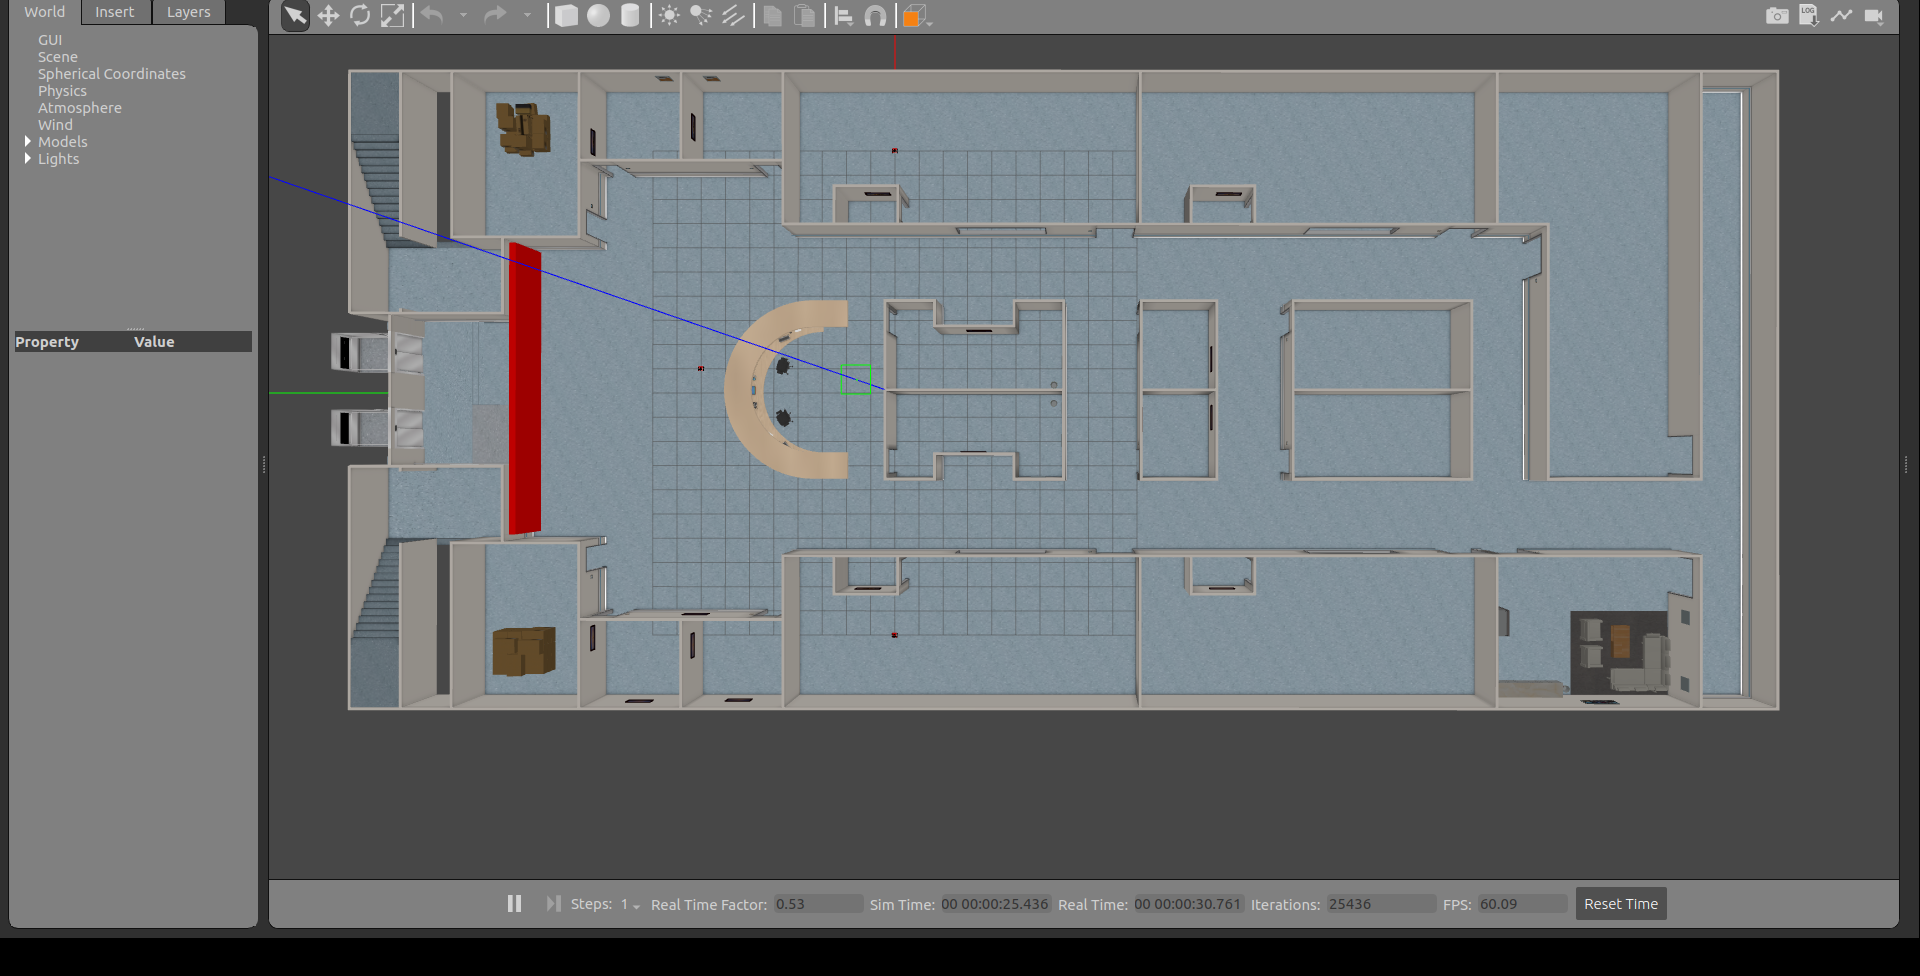 World Insert Layers
LOG
GUI
Scene
Spherical Coordinates
Physics
Atmosphere
Wind
Models
Lights
Property Value
Steps: 1 Real Time Factor: 0.53 Sim Time: 00 00:00:25.436 Real Time: 00 00:00:30.761 Iterations: 25436 FPS: 60.09 Reset Time